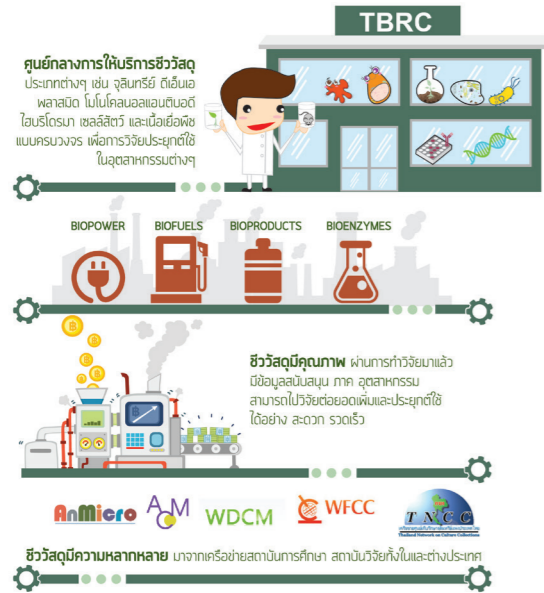 TBRC
ศูนย์กลางการให้บริการชีววัสดุ
ประเภทต่างๆ เช่น จุลินทรีย์ ดีเอ็นเอ
พลาสมิด โมโนโคลนอลแอนติบอดี
ไฮบริโดรมา เซลล์สัตว์ และเนื้อเยื่อพืช
แบบครบวงจร เพื่อการวิจัยประยุกต์ใช้
ในอุตสาหกรรมต่างๆ
BIOPOWER BIOFUELS BIOPRODUCTS BIOENZYMES
ชีววัสดุมีคุณภาพ ผ่านการทำวิจัยมาแล้ว
มีข้อมูลสนับสนุน ภาค อุตสาหกรรม
สามารถไปวิจัยต่อยอดเพิ่มและประยุกต์ใช้
ได้อย่าง สะดวก รวดเร็ว
AnMicro ACM WDCM WFCC TNCC
Thailand Network on Culture Collections
ชีววัสดุมีความหลากหลาย มาจากเครือข่ายสถาบันการศึกษา สถาบันวิจัยทั้งในและต่างประเทศ